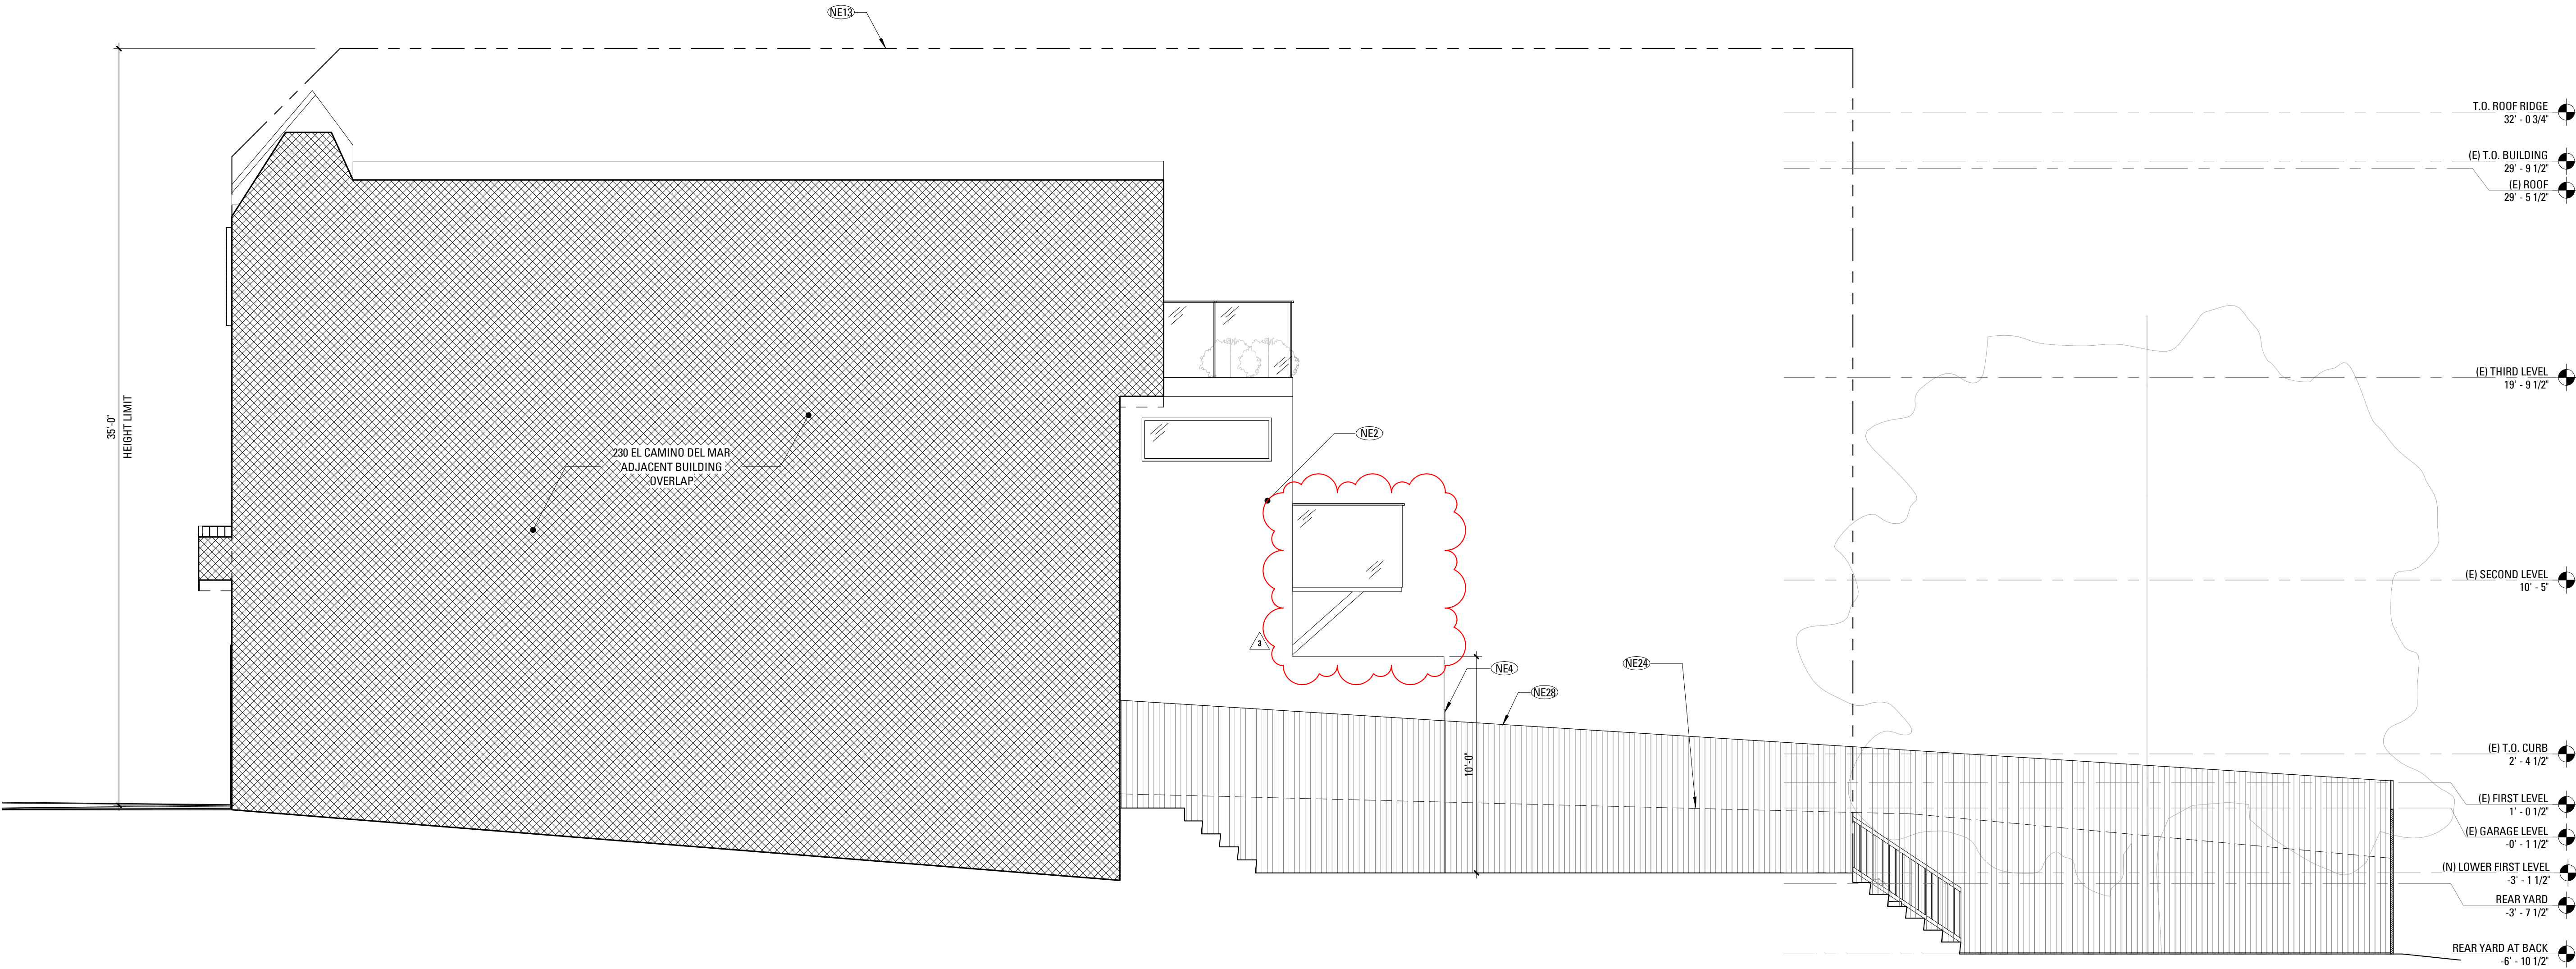 NE13
T.O. ROOF RIDGE
32' - 0 3/4"
(E) T.O. BUILDING
29' - 9 1/2"
(E) ROOF
29' - 5 1/2"
(E) THIRD LEVEL
19' - 9 1/2"
35'-0"
HEIGHT LIMIT
NE2
230 EL CAMINO DEL MAR
ADJACENT BUILDING
OVERLAP
(E) SECOND LEVEL
10' - 5"
3
NE4
NE24
NE28
10'-0"
(E) T.O. CURB
2' - 4 1/2"
(E) FIRST LEVEL
1' - 0 1/2"
(E) GARAGE LEVEL
-0' - 1 1/2"
(N) LOWER FIRST LEVEL
-3' - 1 1/2"
REAR YARD
-3' - 7 1/2"
REAR YARD AT BACK
-6' - 10 1/2"